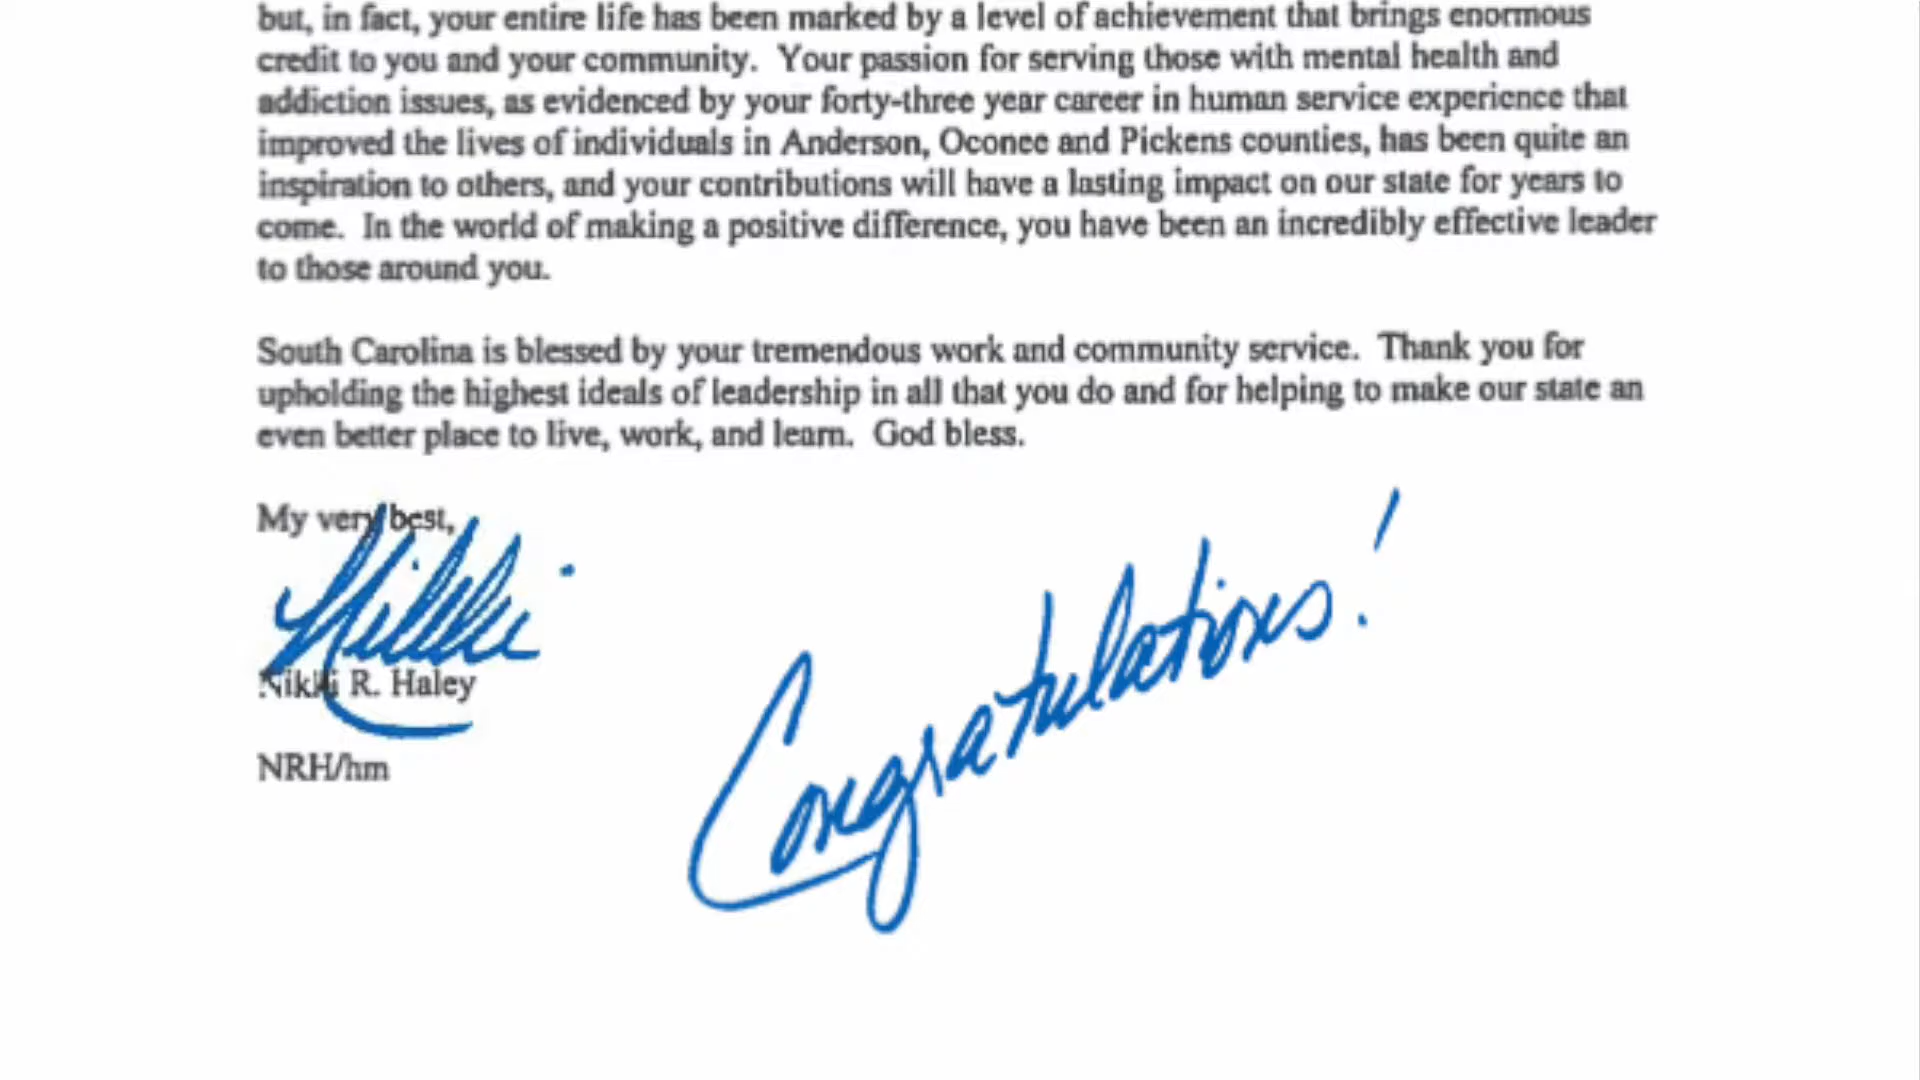 but, in fact, your entire life has been marked by a level of achievement that brings enormous
credit to you and your community. Your passion for serving those with mental health and
addiction issues, as evidenced by your forty-three year career in human service experience that
improved the lives of individuals in Anderson, Oconee and Pickens counties, has been quite an
inspiration to others, and your contributions will have a lasting impact on our state for years to
come. In the world of making a positive difference, you have been an incredibly effective leader
to those around you.
South Carolina is blessed by your tremendous work and community service. Thank you for
upholding the highest ideals of leadership in all that you do and for helping to make our state an
even better place to live, work, and learn. God bless.
My very best,
Nikki
Nikki R. Haley
Congratulations!
NRH/hm